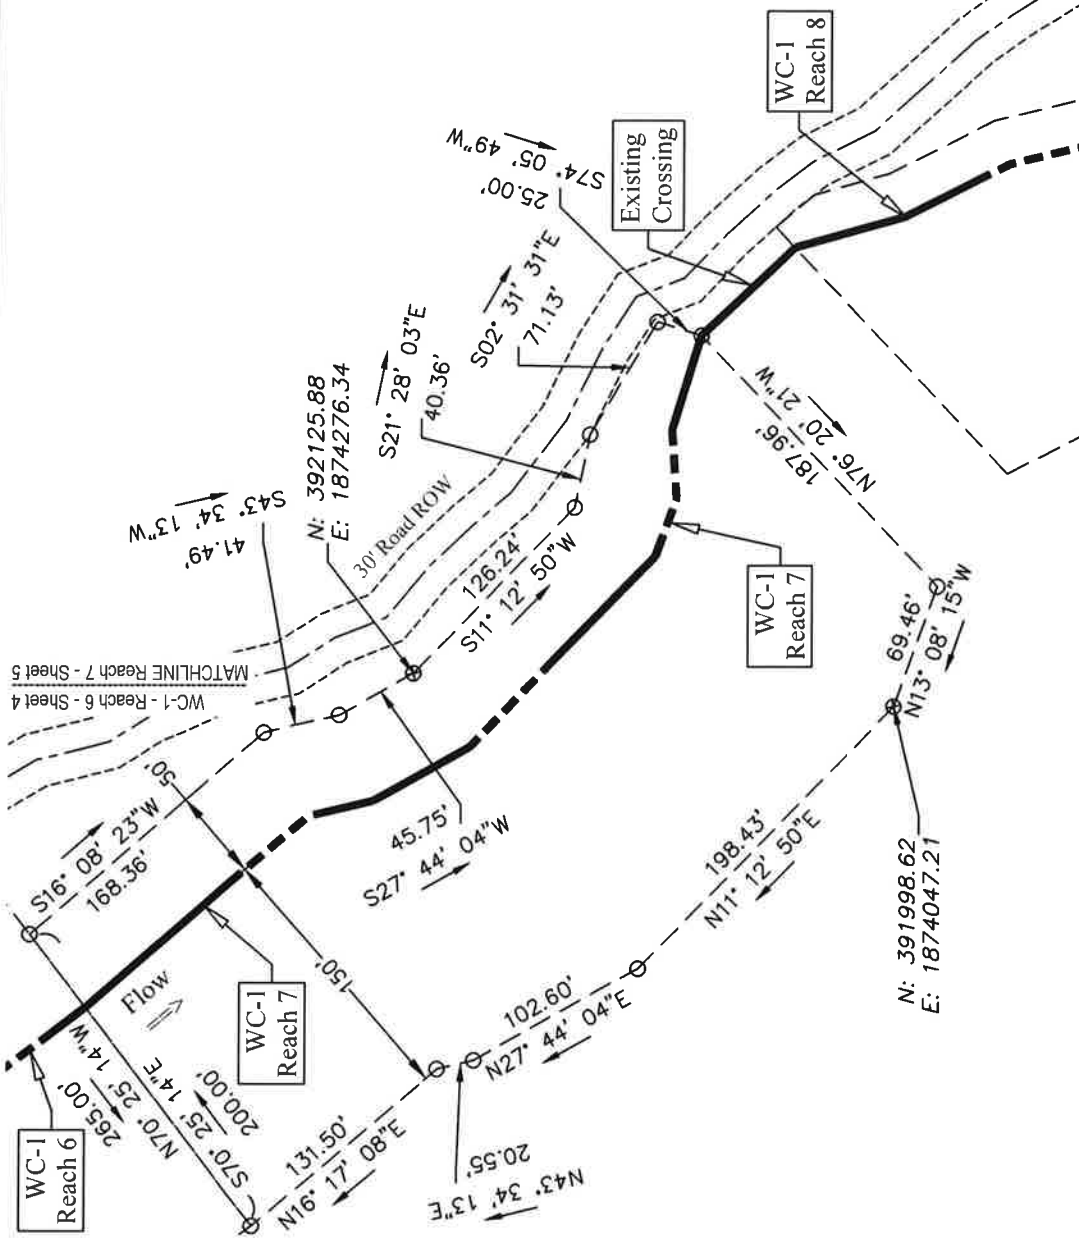 WC-1
Reach 8
S74° 05' 49"W
25.00'
Existing
Crossing
S02° 31' 31"E
71.13'
S21° 28' 03"E
40.36'
N: 392125.88
E: 1874276.34
S43° 34' 13"W
41.49'
30' Road ROW
126.24'
S11° 12' 50"W
MATCHLINE Reach 7 - Sheet 5
WC-1 - Reach 6 - Sheet 4
50'
S16° 08' 23"W
168.36'
45.75'
S27° 44' 04"W
N76° 20' 21"W
187.96'
WC-1
Reach 7
69.46'
N13° 08' 15"W
198.43'
N11° 12' 50"E
N: 391998.62
E: 1874047.21
150'
Flow
WC-1
Reach 7
WC-1
Reach 6
265.00'
N70° 25' 14"W
S70° 25' 14"E
200.00'
102.60'
N27° 44' 04"E
131.50'
N16° 17' 08"E
N43° 34' 13"E
20.55'